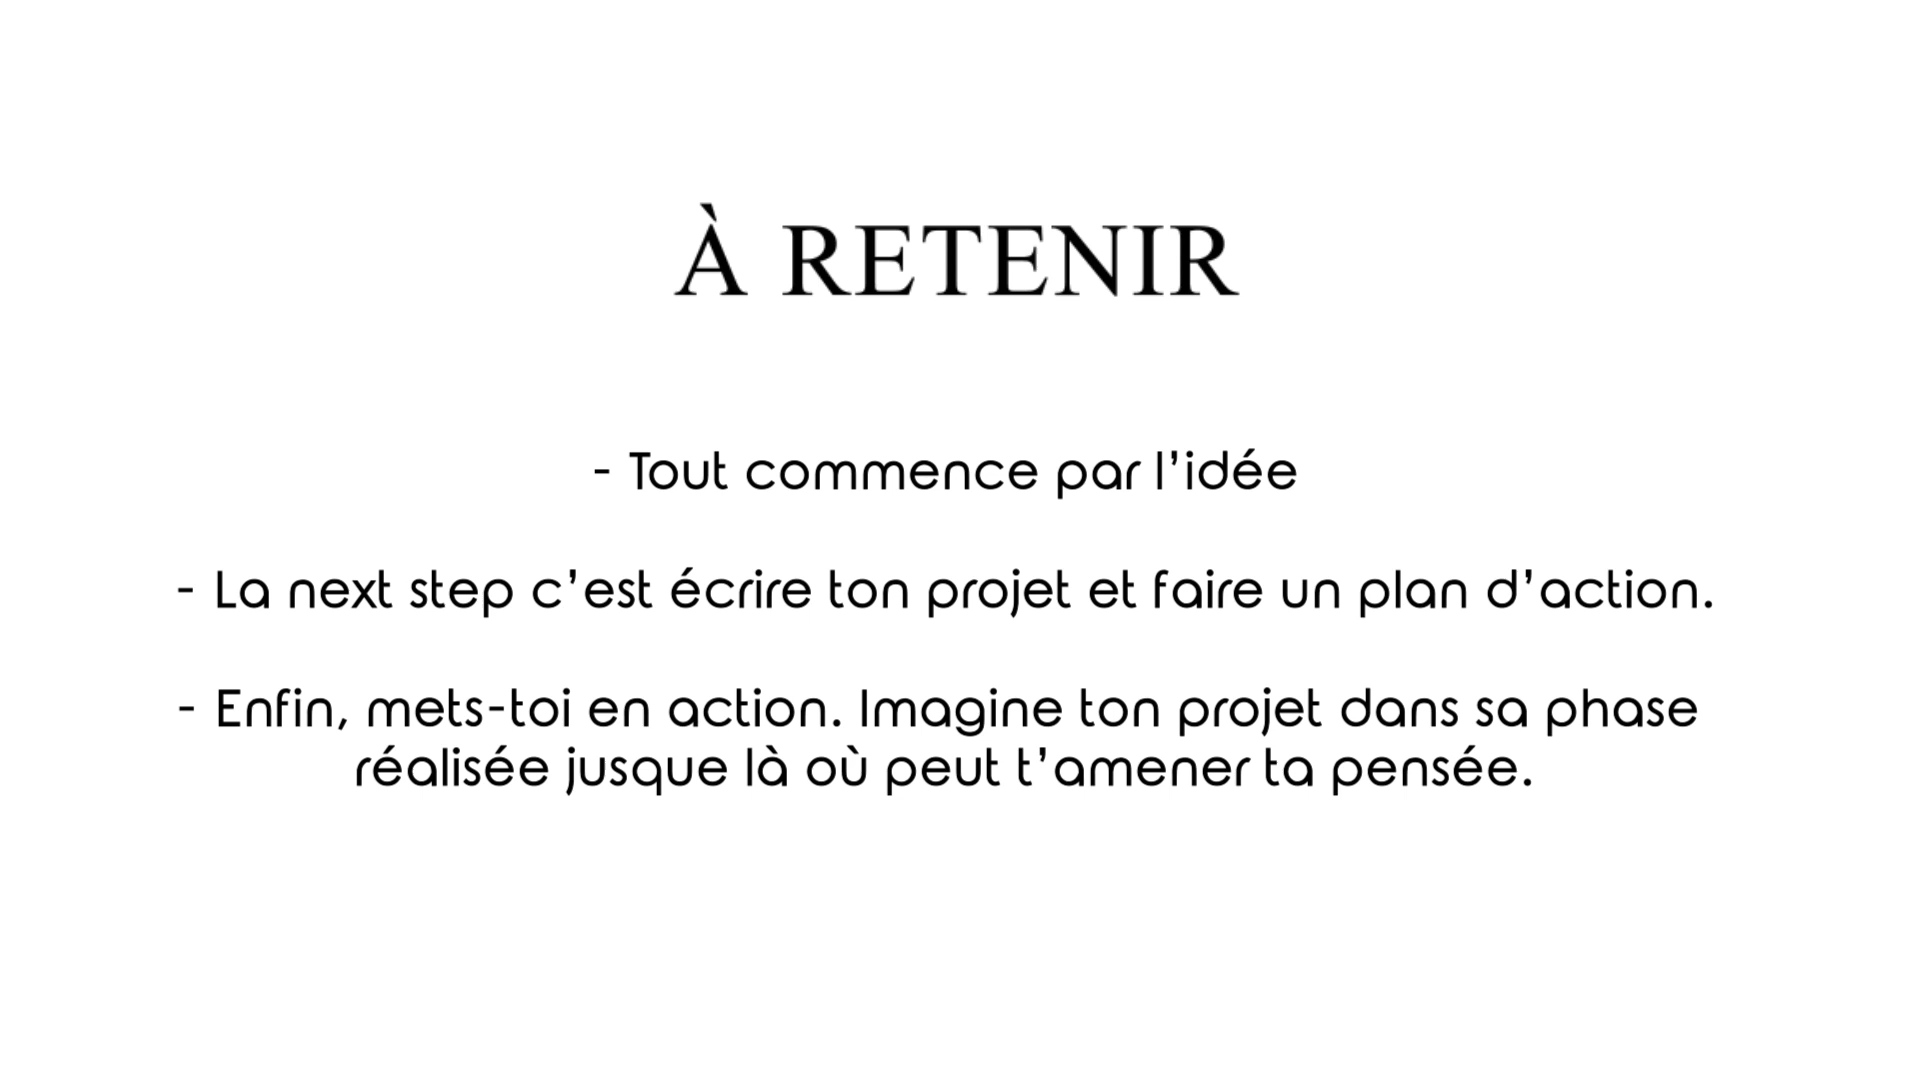 À RETENIR
- Tout commence par l’idée
- La next step c’est écrire ton projet et faire un plan d’action.
- Enfin, mets-toi en action. Imagine ton projet dans sa phase
réalisée jusque là où peut t’amener ta pensée.